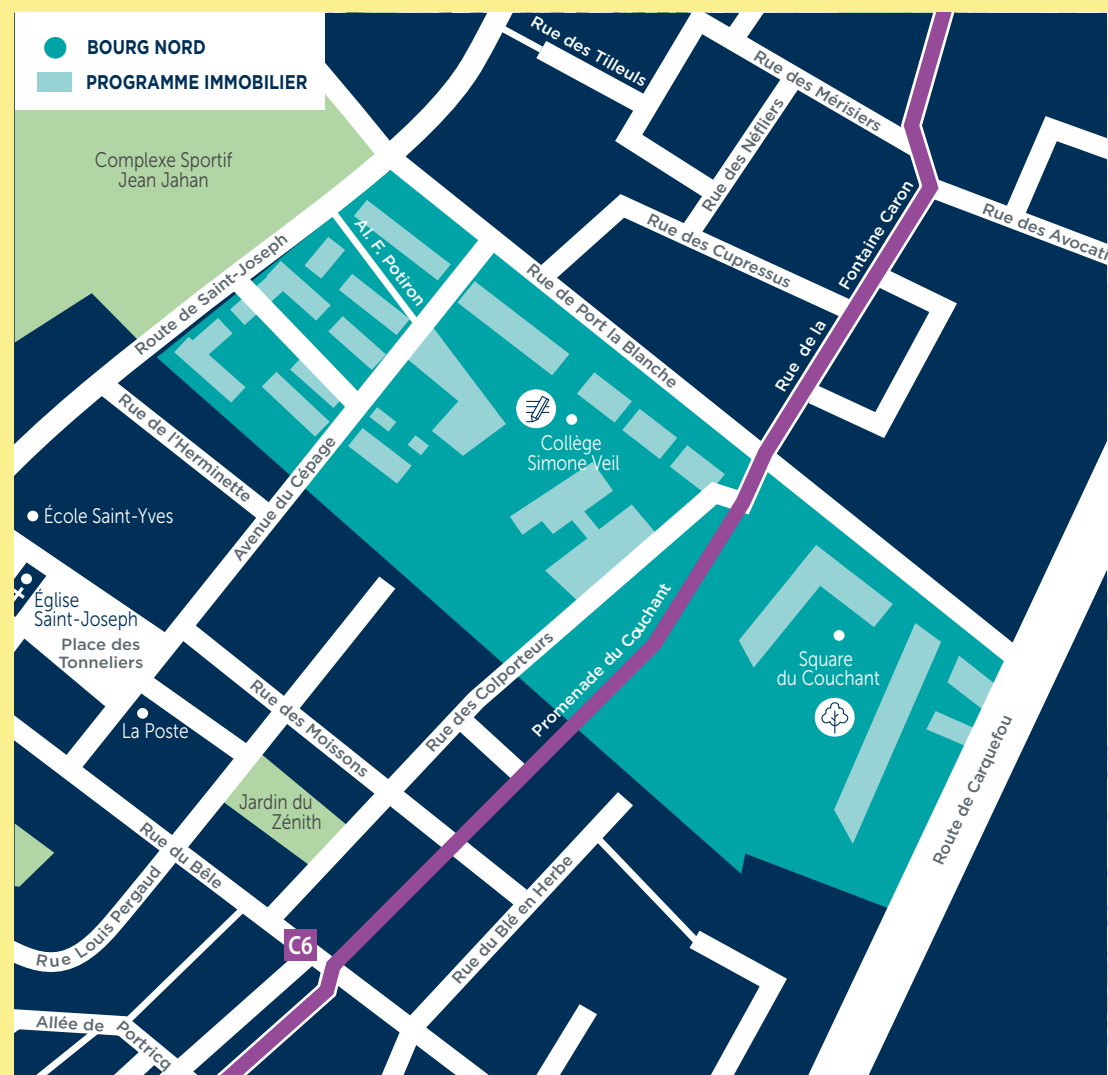 BOURG NORD
PROGRAMME IMMOBILIER
Rue des Tilleuls
Rue des Mérisiers
Rue des Néfliers
Complexe Sportif
Jean Jahan
Rue des Avocati
Fontaine Caron
Rue de la
Rue des Cupressus
Al. F. Potiron
Route de Saint-Joseph
Rue de Port la Blanche
Rue de l'Herminette
Collège
Simone Veil
Avenue du Cépage
École Saint-Yves
Église
Saint-Joseph
Place des
Tonneliers
Promenade du Couchant
Rue des Colporteurs
Square
du Couchant
La Poste
Rue des Moissons
Route de Carquefou
Jardin du
Zénith
Rue du Bêle
Rue Louis Pergaud
Rue du Blé en Herbe
C6
Allée de
Portricq